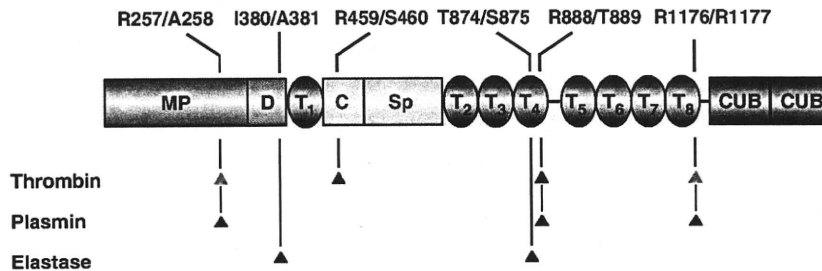 R257/A258 I380/A381 R459/S460 T874/S875 R888/T889 R1176/R1177
MP D T1 C Sp T2 T3 T4 T5 T6 T7 T8 CUB CUB
Thrombin
Plasmin
Elastase